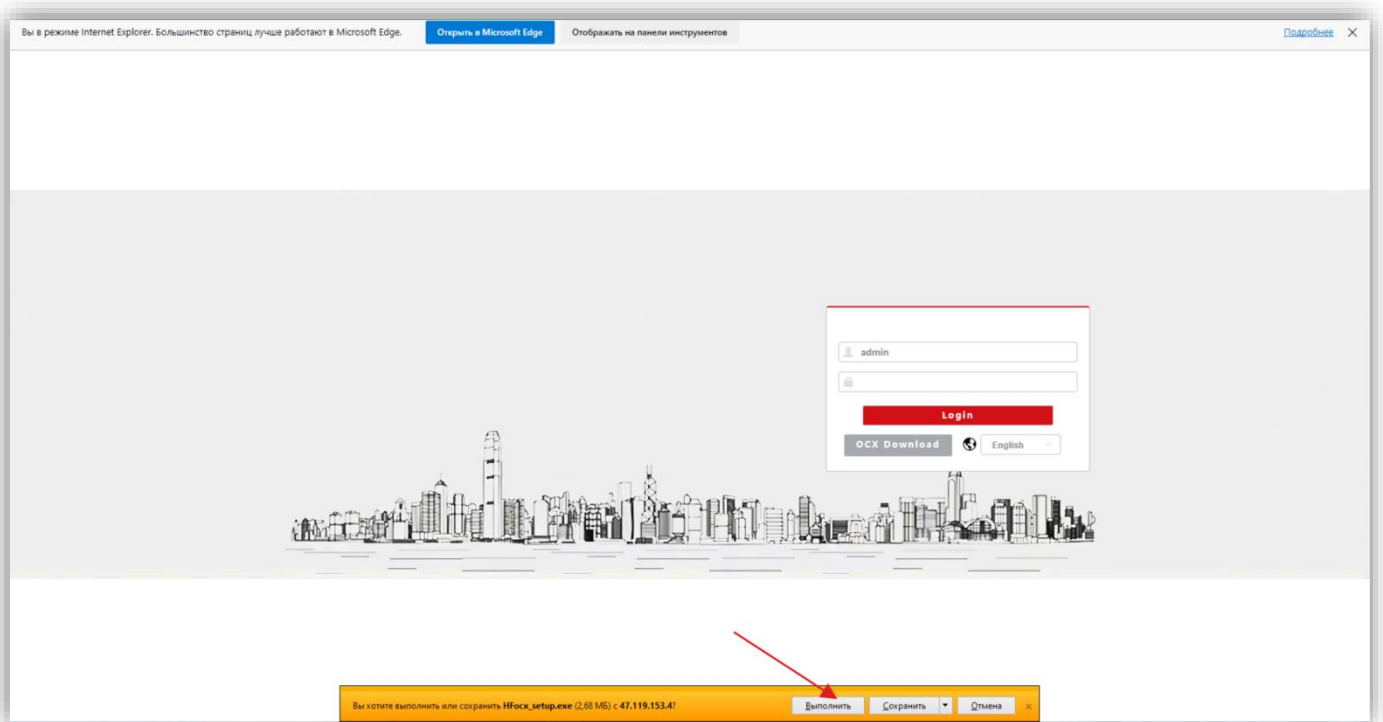 Вы в режиме Internet Explorer. Большинство страниц лучше работают в Microsoft Edge. Открыть в Microsoft Edge Отображать на панели инструментов Подробнее
admin
Login
OCX Download English
Вы хотите выполнить или сохранить HFocx_setup.exe (2,68 МБ) с 47.119.153.4? Выполнить Сохранить Отмена